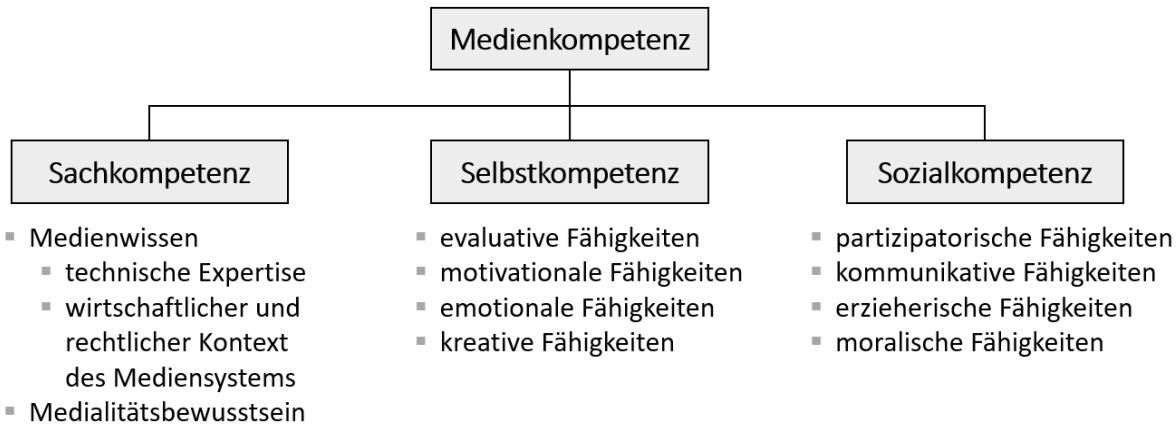 Medienkompetenz
Sachkompetenz
Selbstkompetenz
Sozialkompetenz
Medienwissen
technische Expertise
wirtschaftlicher und
rechtlicher Kontext
des Mediensystems
Medialitätsbewusstsein
evaluative Fähigkeiten
motivationale Fähigkeiten
emotionale Fähigkeiten
kreative Fähigkeiten
partizipatorische Fähigkeiten
kommunikative Fähigkeiten
erzieherische Fähigkeiten
moralische Fähigkeiten